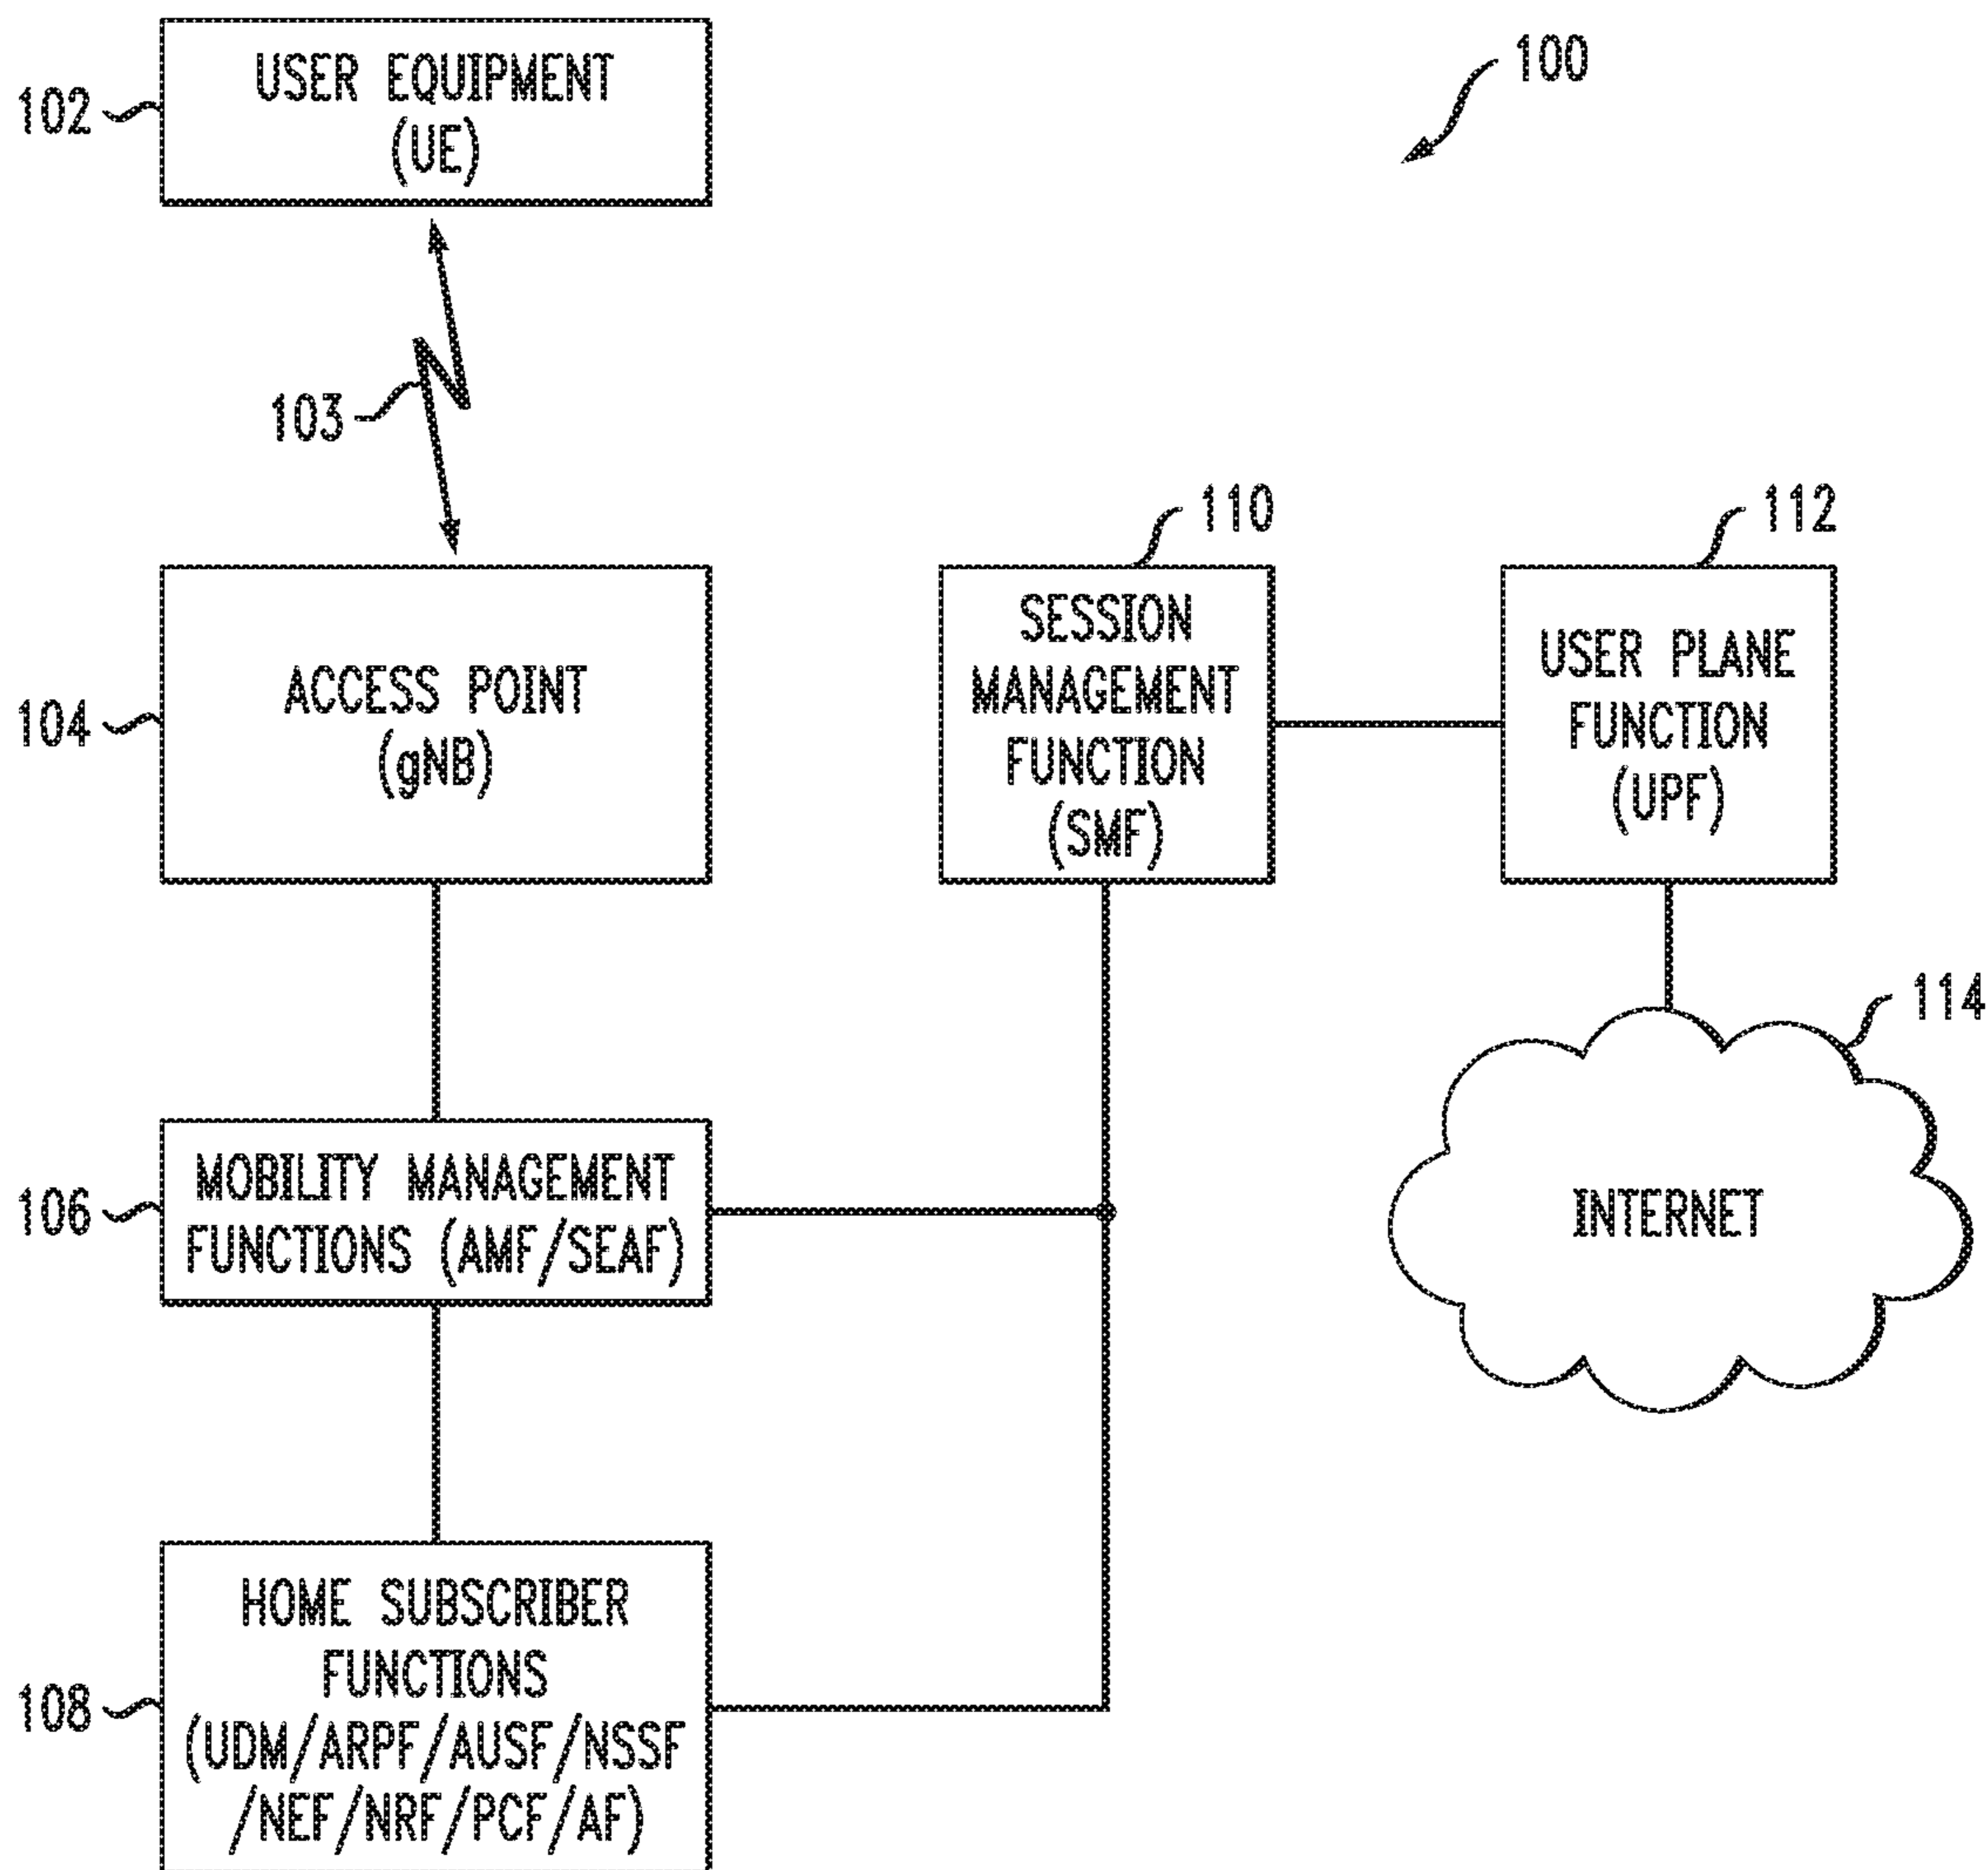 USER EQUIPMENT
(UE)
102
100
103
ACCESS POINT
(gNB)
104
110
SESSION
MANAGEMENT
FUNCTION
(SMF)
112
USER PLANE
FUNCTION
(UPF)
114
INTERNET
MOBILITY MANAGEMENT
FUNCTIONS (AMF/SEAF)
106
HOME SUBSCRIBER
FUNCTIONS
(UDM/ARPF/AUSF/NSSF
/NEF/NRF/PCF/AF)
108